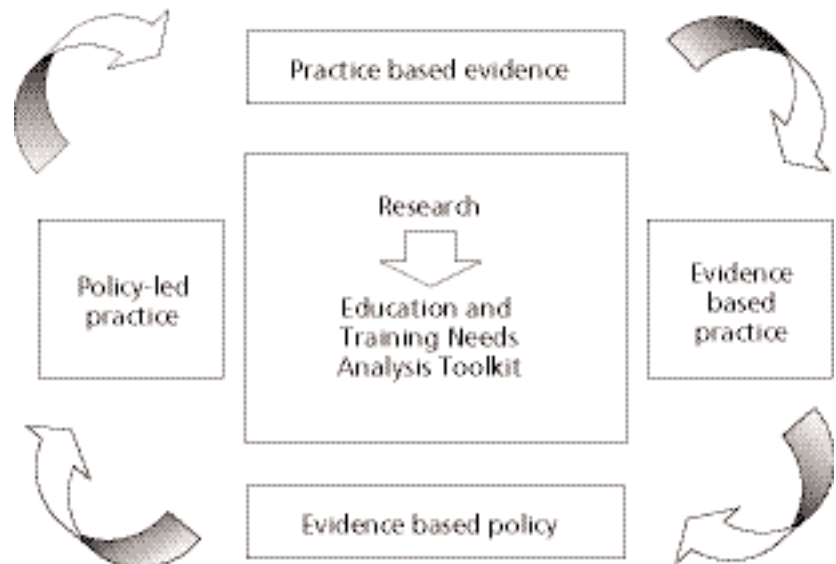 Practice based evidence
Research
Policy-led
practice
Education and
Training Needs
Analysis Toolkit
Evidence
based
practice
Evidence based policy